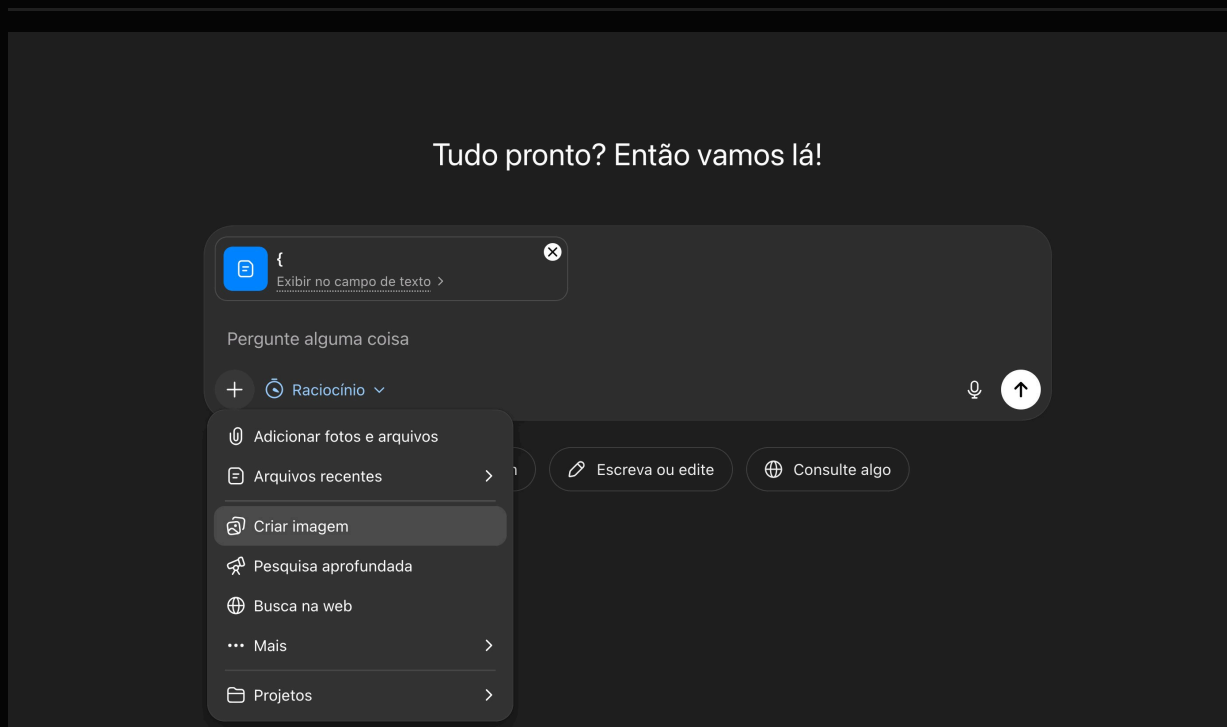 Tudo pronto? Então vamos lá!
{
Exibir no campo de texto
Pergunte alguma coisa
Raciocínio
Adicionar fotos e arquivos
Arquivos recentes
Criar imagem
Pesquisa aprofundada
Busca na web
Mais
Projetos
Escreva ou edite
Consulte algo